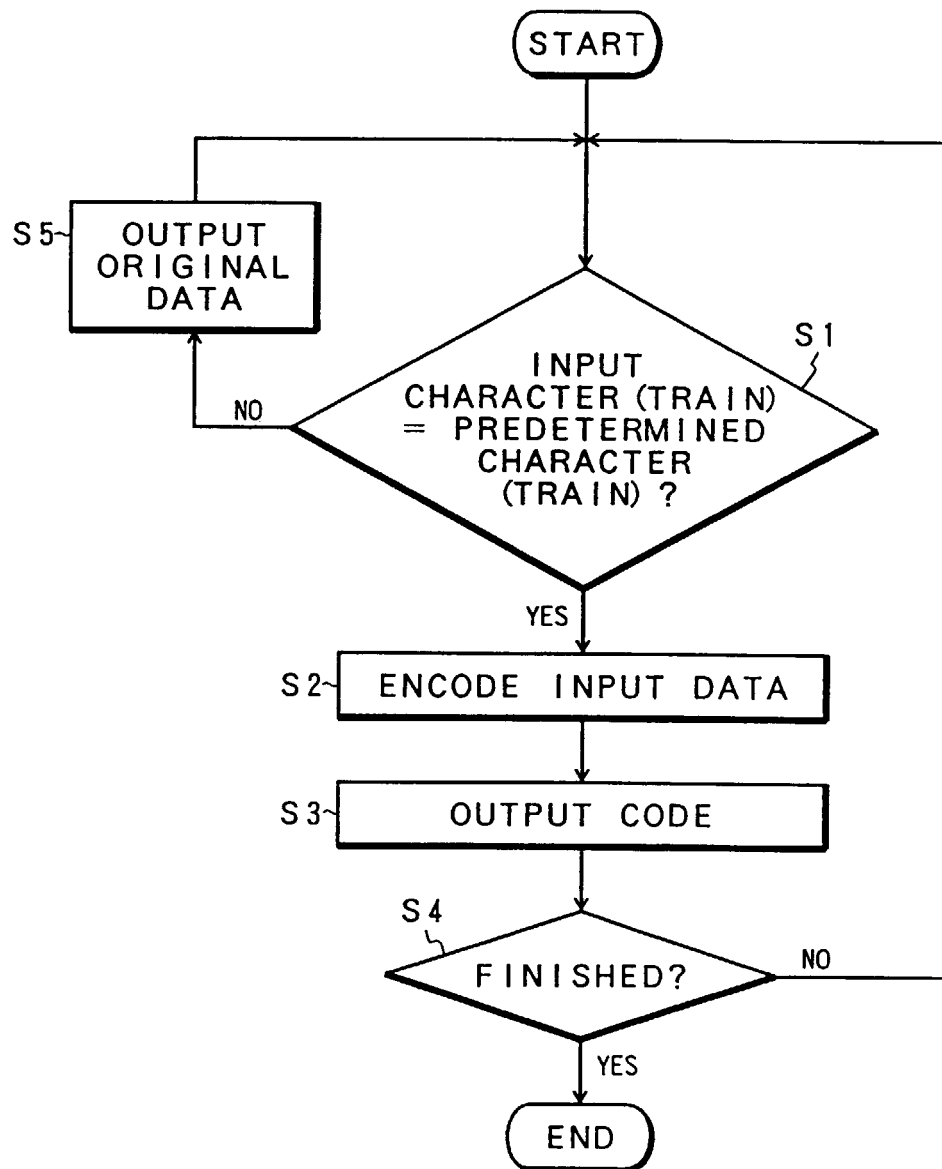 START
S5
OUTPUT
ORIGINAL
DATA
S1
INPUT
CHARACTER (TRAIN)
= PREDETERMINED
CHARACTER
(TRAIN) ?
NO
YES
S2
ENCODE INPUT DATA
S3
OUTPUT CODE
S4
FINISHED?
NO
YES
END